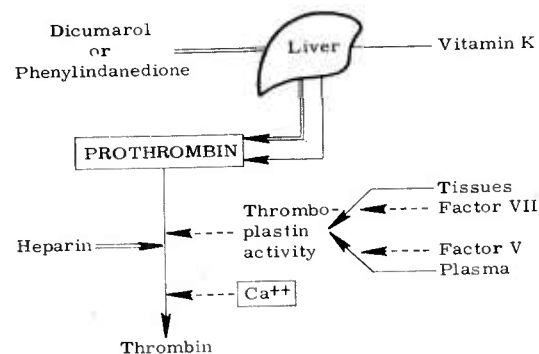 Dicumarol
or
Phenylindanedione
Liver
Vitamin K
PROTHROMBIN
Tissues
Thrombo-
Factor VII
plastin
activity
Heparin
Factor V
Plasma
Ca++
Thrombin